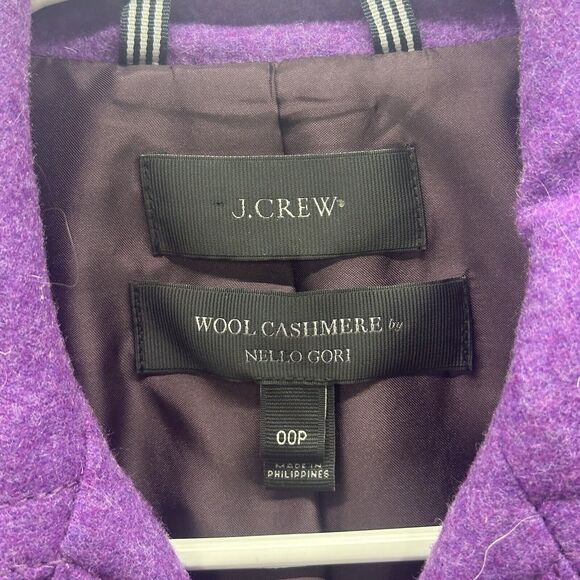 J.CREW®
WOOL CASHMERE by
NELLO GORI
00P
MADE IN
PHILIPPINES